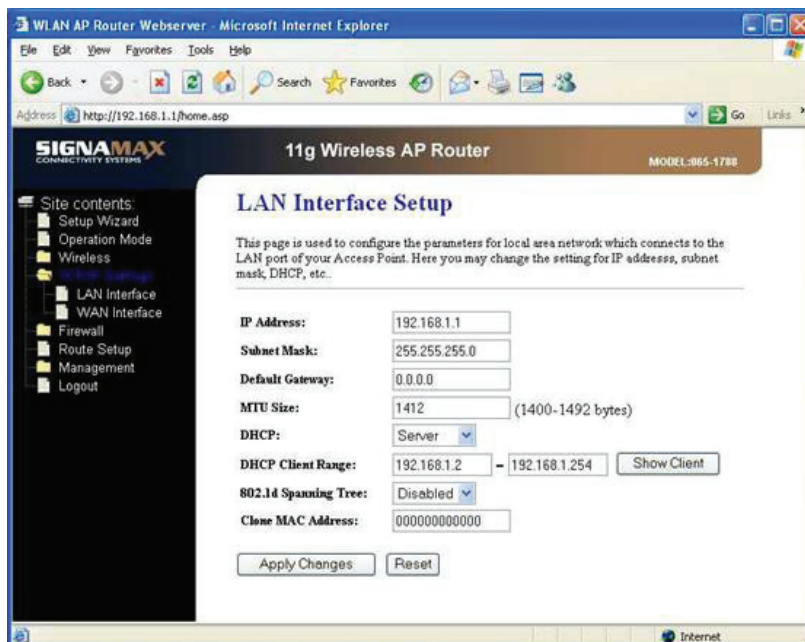 WLAN AP Router Webserver - Microsoft Internet Explorer
File Edit View Favorites Tools Help
Back Search Favorites
Address http://192.168.1.1/home.asp Go Links »
SIGNAMAX
CONNECTIVITY SYSTEMS
11g Wireless AP Router
MODEL:065-1788
Site contents:
Setup Wizard
Operation Mode
Wireless
LAN Interface
WAN Interface
Firewall
Route Setup
Management
Logout
LAN Interface Setup
This page is used to configure the parameters for local area network which connects to the
LAN port of your Access Point. Here you may change the setting for IP addresss, subnet
mask, DHCP, etc..
IP Address: 192.168.1.1
Subnet Mask: 255.255.255.0
Default Gateway: 0.0.0.0
MTU Size: 1412 (1400-1492 bytes)
DHCP: Server
DHCP Client Range: 192.168.1.2 - 192.168.1.254 Show Client
802.1d Spanning Tree: Disabled
Clone MAC Address: 000000000000
Apply Changes Reset
Internet